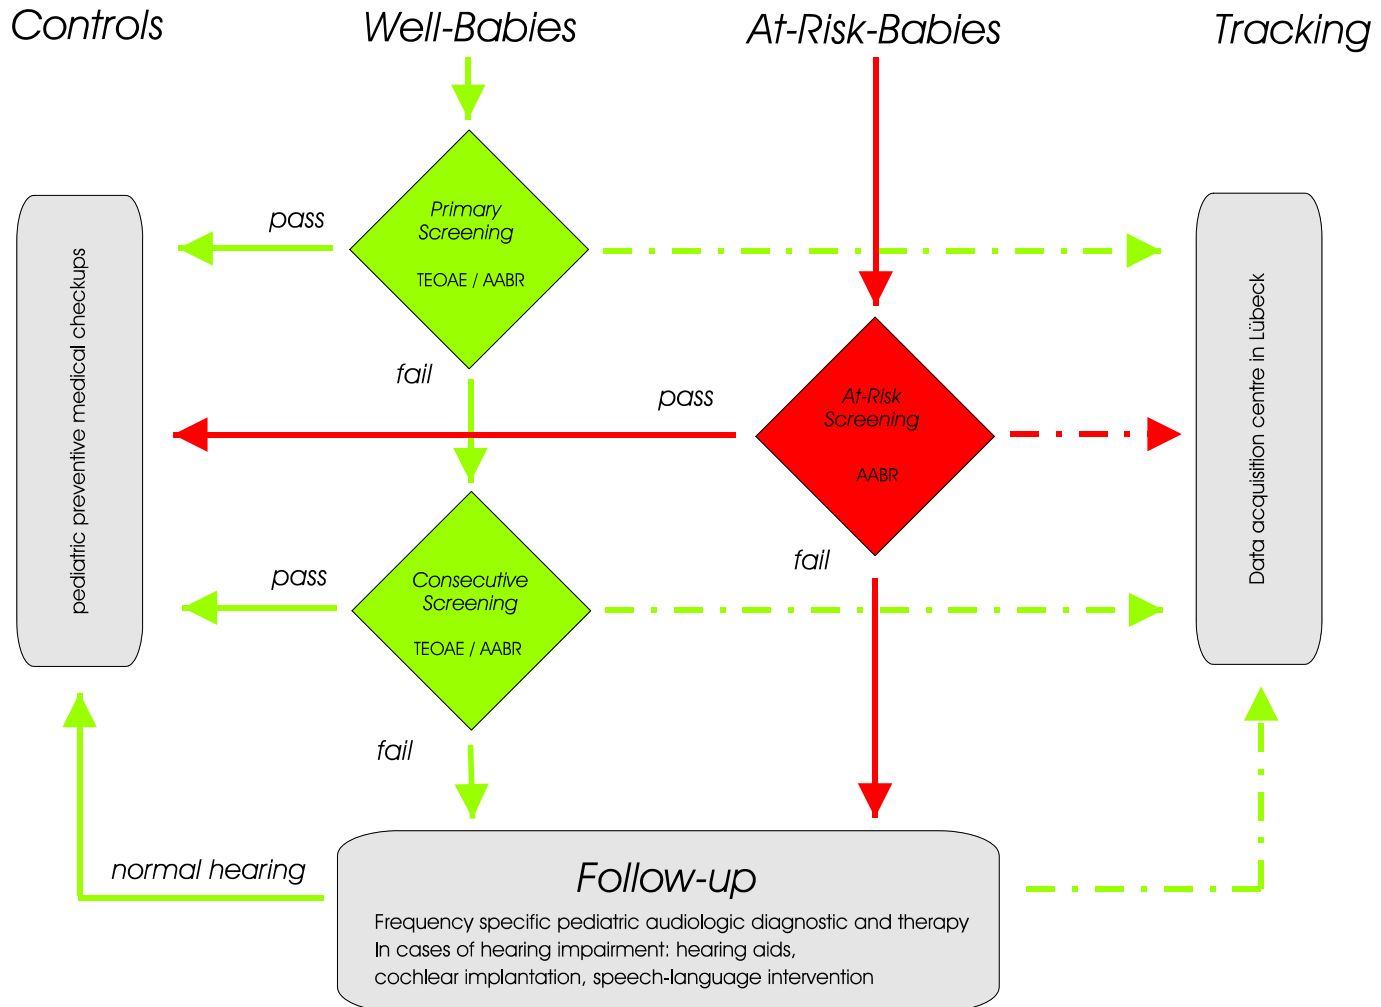 Controls
Well-Babies
At-Risk-Babies
Tracking
pass
Primary
Screening
TEOAE / AABR
fail
pediatric preventive medical checkups
pass
At-Risk
Screening
AABR
fail
Data acquisition centre in Lübeck
pass
Consecutive
Screening
TEOAE / AABR
fail
normal hearing
Follow-up
Frequency specific pediatric audiologic diagnostic and therapy
In cases of hearing impairment: hearing aids,
cochlear implantation, speech-language intervention